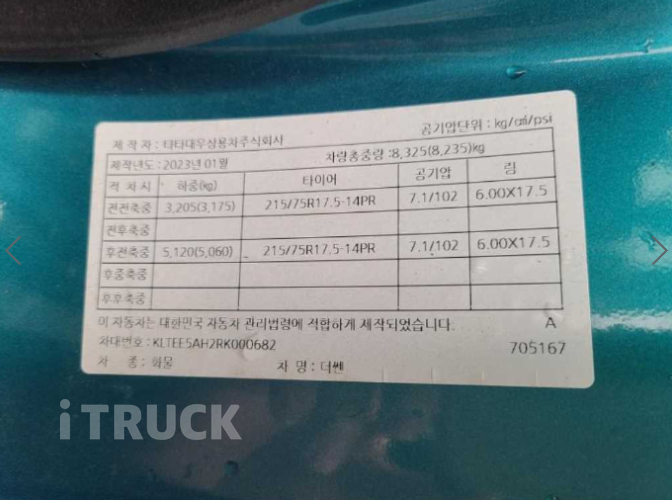 제 작 자 : 타타대우상용차주식회사 공기압단위 : kg/㎠/psi
제작년도 : 2023년 01월 차량총중량 :8,325(8,235)kg
적 차 시 하중(kg) 타이어 공기압 림
전전축중 3,205(3,175) 215/75R17.5-14PR 7.1/102 6.00X17.5
전후축중
후전축중 5,120(5,060) 215/75R17.5-14PR 7.1/102 6.00X17.5
후중축중
후후축중
이 자동차는 대한민국 자동차 관리법령에 적합하게 제작되었습니다. A
차대번호 : KLTEE5AH2RK000682 705167
차 종 : 화물 차 명 : 더쎈
iTRUCK